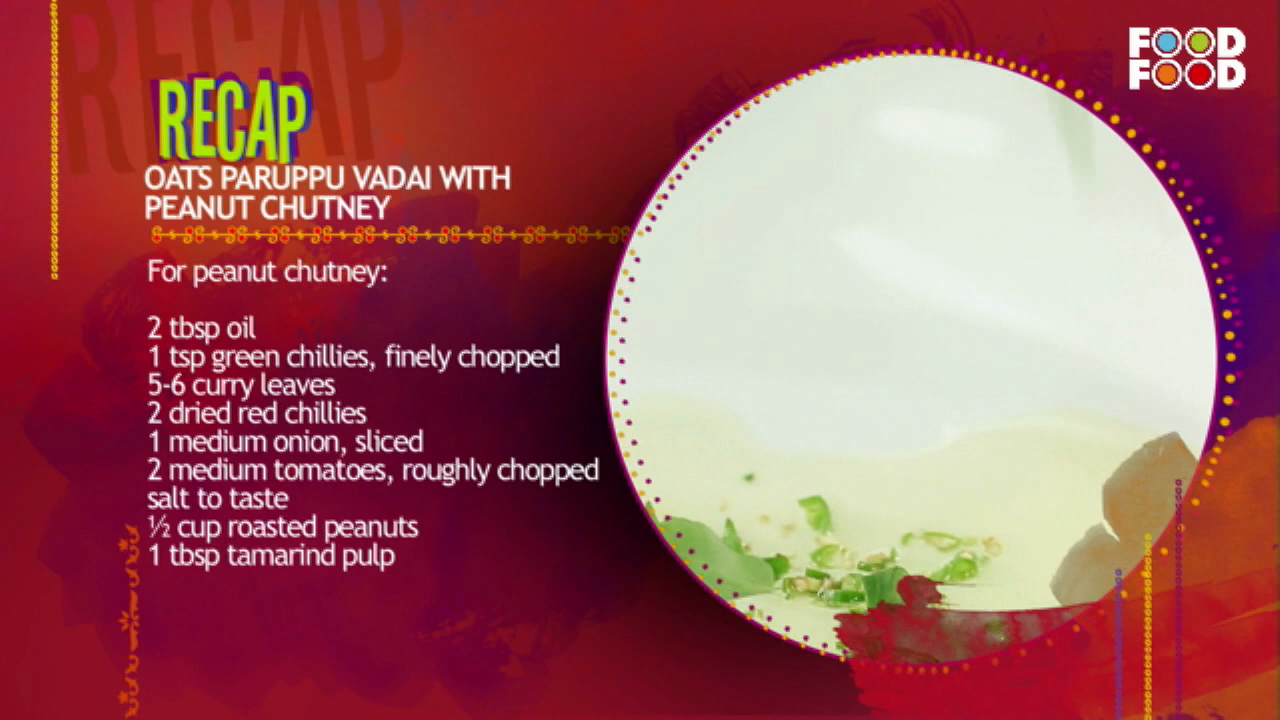 FOOD
FOOD
RECAP
RECAP
OATS PARUPPU VADAI WITH
PEANUT CHUTNEY
For peanut chutney:
2 tbsp oil
1 tsp green chillies, finely chopped
5-6 curry leaves
2 dried red chillies
1 medium onion, sliced
2 medium tomatoes, roughly chopped
salt to taste
½ cup roasted peanuts
1 tbsp tamarind pulp